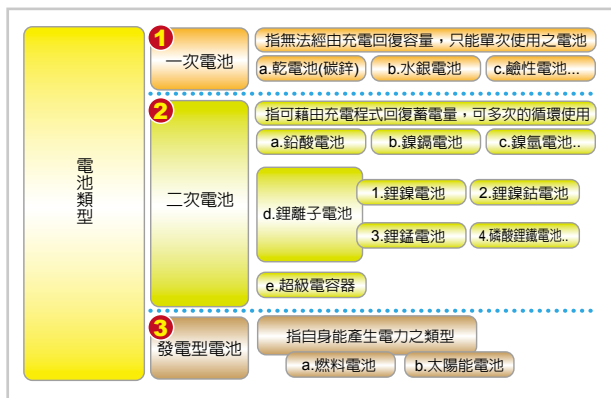 電池類型
1
一次電池
指無法經由充電回復容量，只能單次使用之電池
a.乾電池(碳鋅)
b.水銀電池
c.鹼性電池...
2
二次電池
指可藉由充電程式回復蓄電量，可多次的循環使用
a.鉛酸電池
b.鎳鎘電池
c.鎳氫電池..
d.鋰離子電池
1.鋰鎳電池
2.鋰鎳鈷電池
3.鋰錳電池
4.磷酸鋰鐵電池..
e.超級電容器
3
發電型電池
指自身能產生電力之類型
a.燃料電池
b.太陽能電池